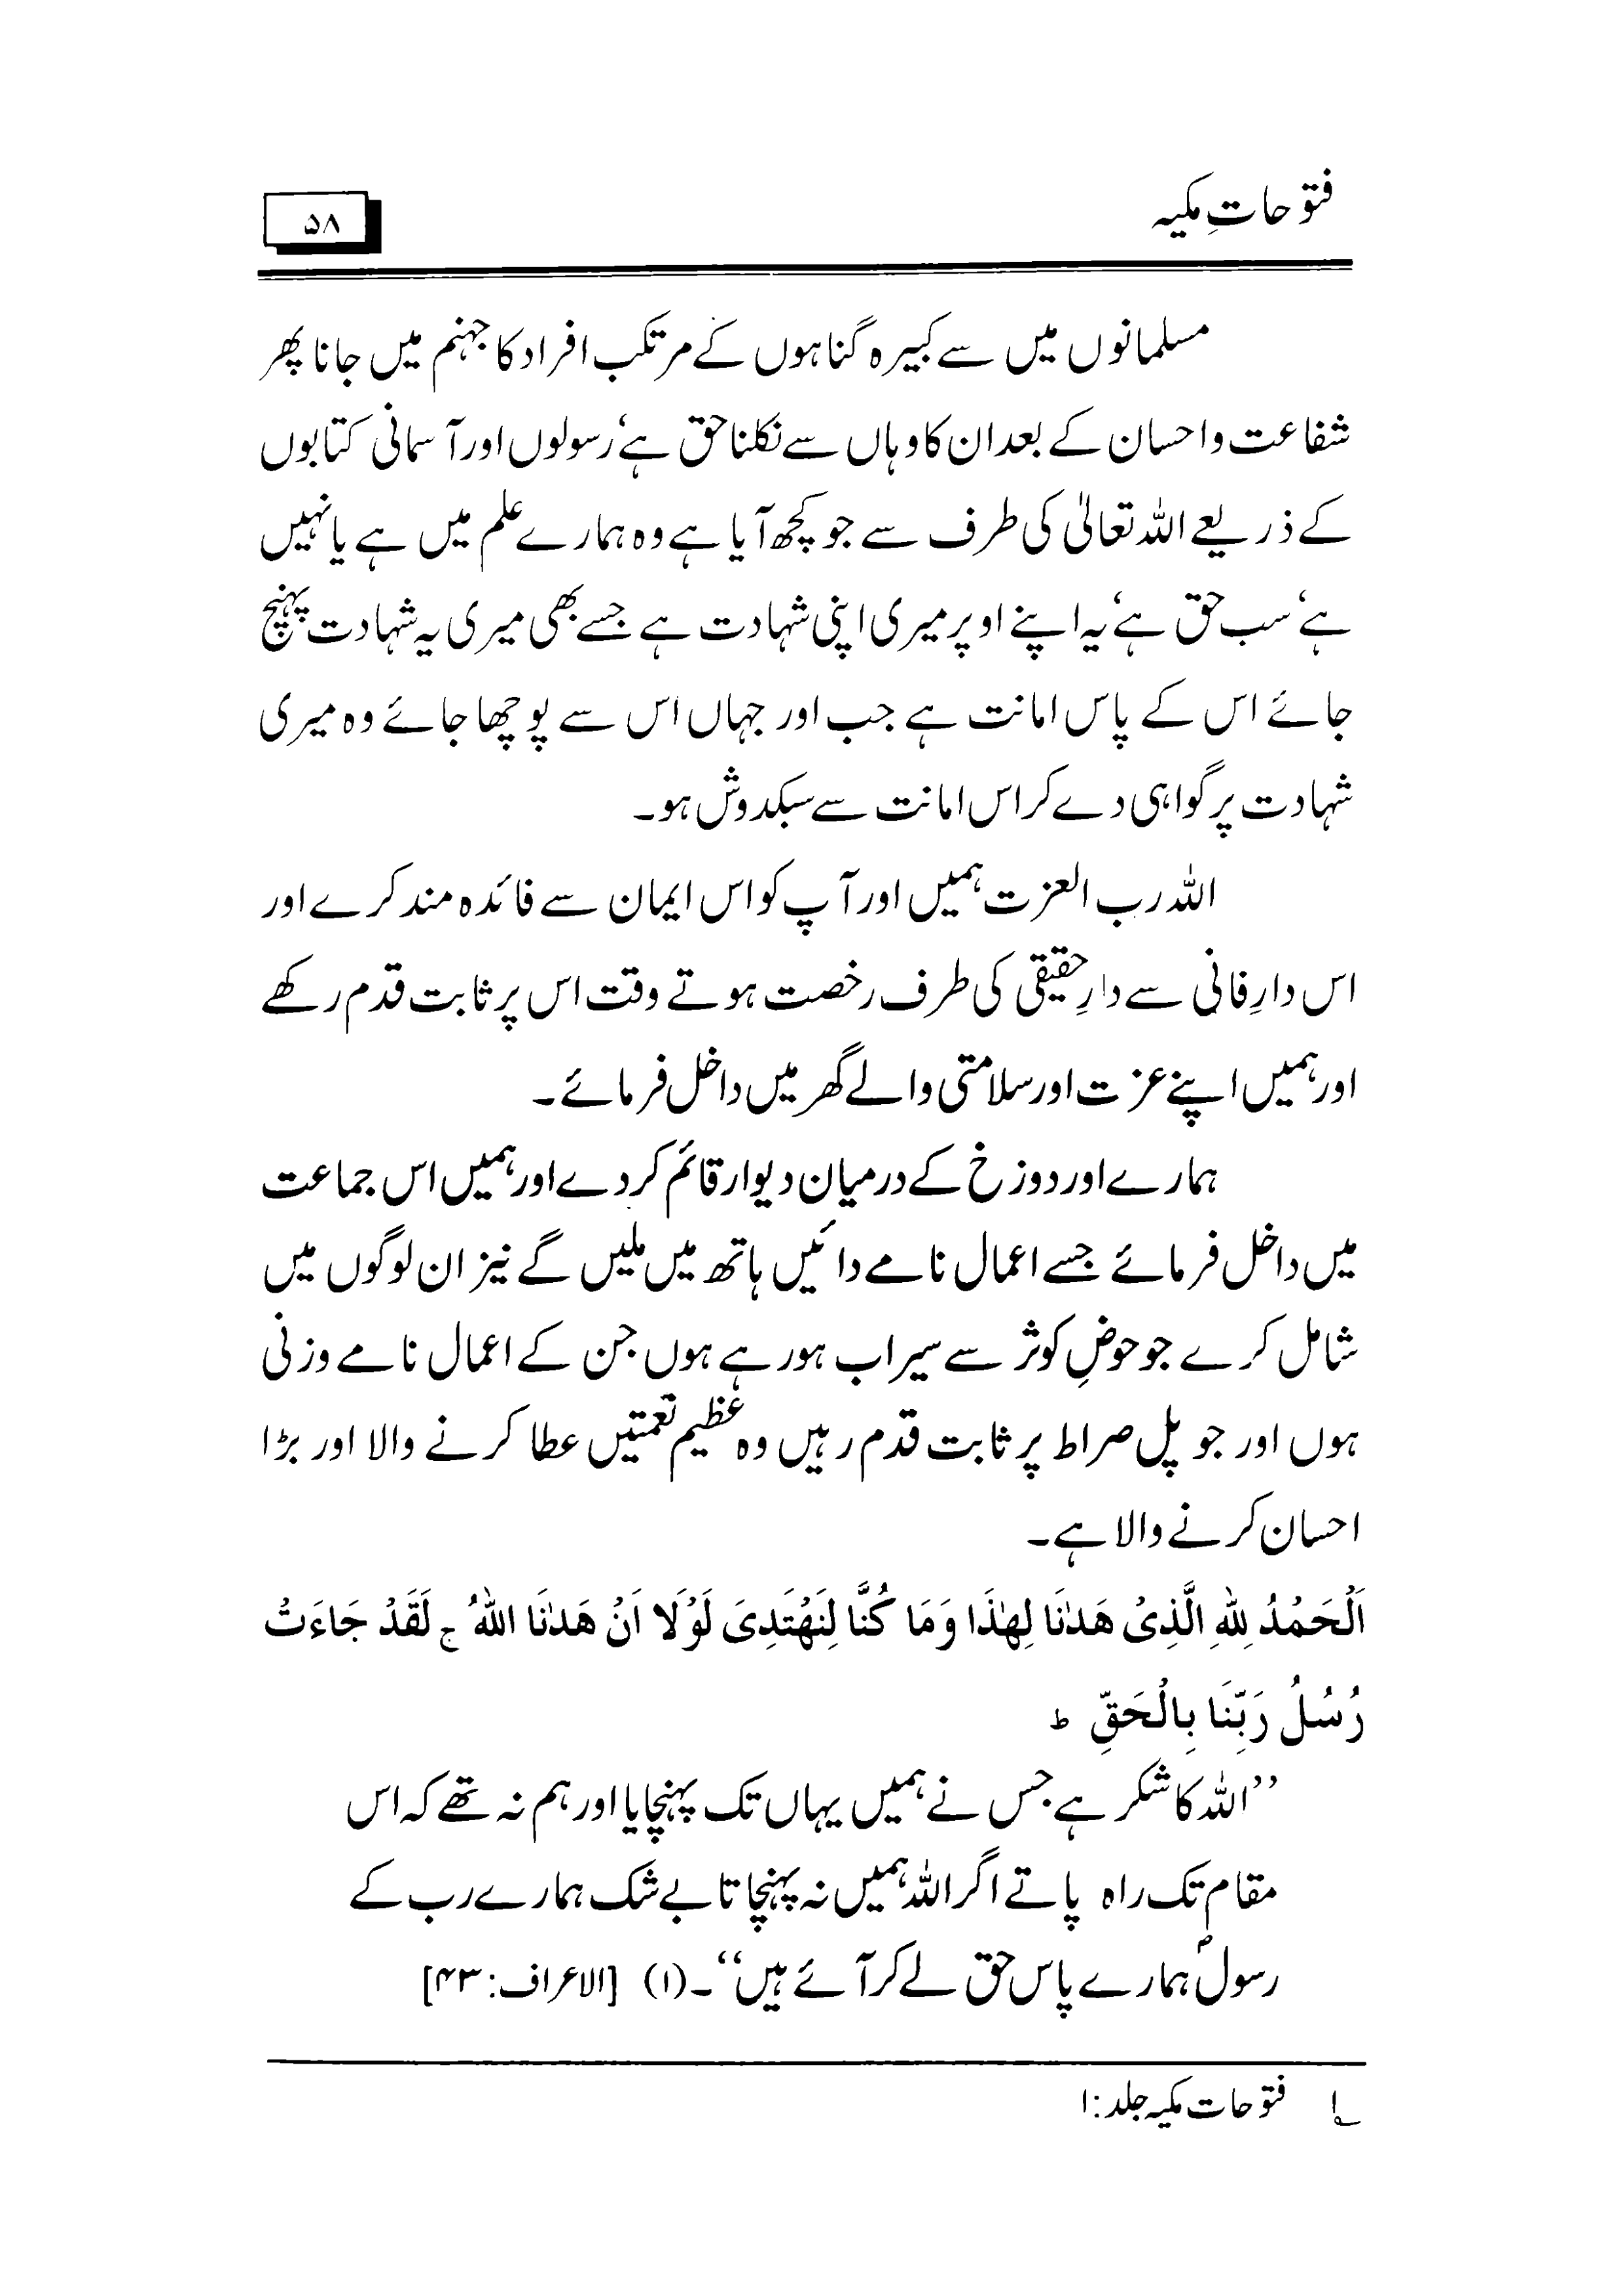 فتوحاتِ مکیہ
۵۸
مسلمانوں میں سے کبیرہ گناہوں کے مرتکب افراد کا جہنم میں جانا پھر
شفاعت و احسان کے بعد ان کا وہاں سے نکلنا حق ہے‘ رسولوں اور آسمانی کتابوں
کے ذریعے اللہ تعالیٰ کی طرف سے جو کچھ آیا ہے وہ ہمارے علم میں ہے یا نہیں
ہے‘ سب حق ہے‘ یہ اپنے اوپر میری اپنی شہادت ہے جسے بھی میری یہ شہادت پہنچ
جائے اس کے پاس امانت ہے جب اور جہاں اس سے پوچھا جائے وہ میری
شہادت پر گواہی دے کر اس امانت سے سبکدوش ہو۔
اللہ رب العزت ہمیں اور آپ کو اس ایمان سے فائدہ مند کرے اور
اس دارِ فانی سے دارِ حقیقی کی طرف رخصت ہوتے وقت اس پر ثابت قدم رکھے
اور ہمیں اپنے عزت اور سلامتی والے گھر میں داخل فرمائے۔
ہمارے اور دوزخ کے درمیان دیوار قائم کر دے اور ہمیں اس جماعت
میں داخل فرمائے جسے اعمال نامے دائیں ہاتھ میں ملیں گے نیز ان لوگوں میں
شامل کرے جو حوضِ کوثر سے سیراب ہو رہے ہوں جن کے اعمال نامے وزنی
ہوں اور جو پل صراط پر ثابت قدم رہیں وہ عظیم نعمتیں عطا کرنے والا اور بڑا
احسان کرنے والا ہے۔
اَلْحَمْدُ لِلّٰهِ الَّذِىْ هَدٰنَا لِهٰذَا وَمَا كُنَّا لِنَهْتَدِىَ لَوْلَا اَنْ هَدٰنَا اللّٰهُ ج لَقَدْ جَاءَتْ
رُسُلُ رَبِّنَا بِالْحَقِّ ط
’’اللہ کا شکر ہے جس نے ہمیں یہاں تک پہنچایا اور ہم نہ تھے کہ اس
مقام تک راہ پاتے اگر اللہ ہمیں نہ پہنچاتا بے شک ہمارے رب کے
رسولؐ ہمارے پاس حق لے کر آئے ہیں‘‘۔(۱) [الاعراف:۴۳]
۱؎ فتوحات مکیہ جلد:۱